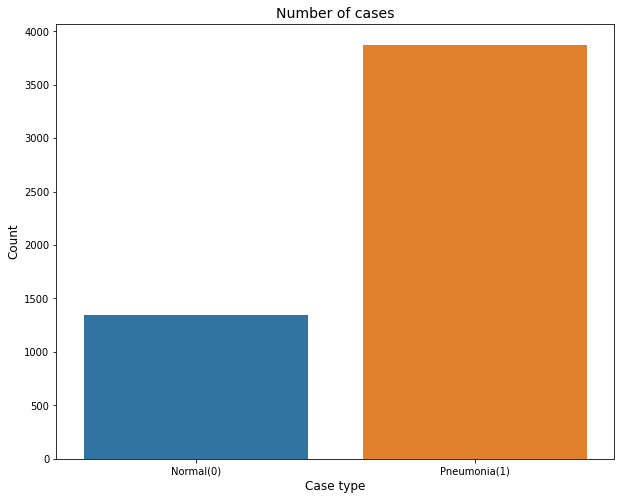 Number of cases
4000
3500
3000
2500
2000
1500
1000
500
0
Count
Normal(0)
Pneumonia(1)
Case type